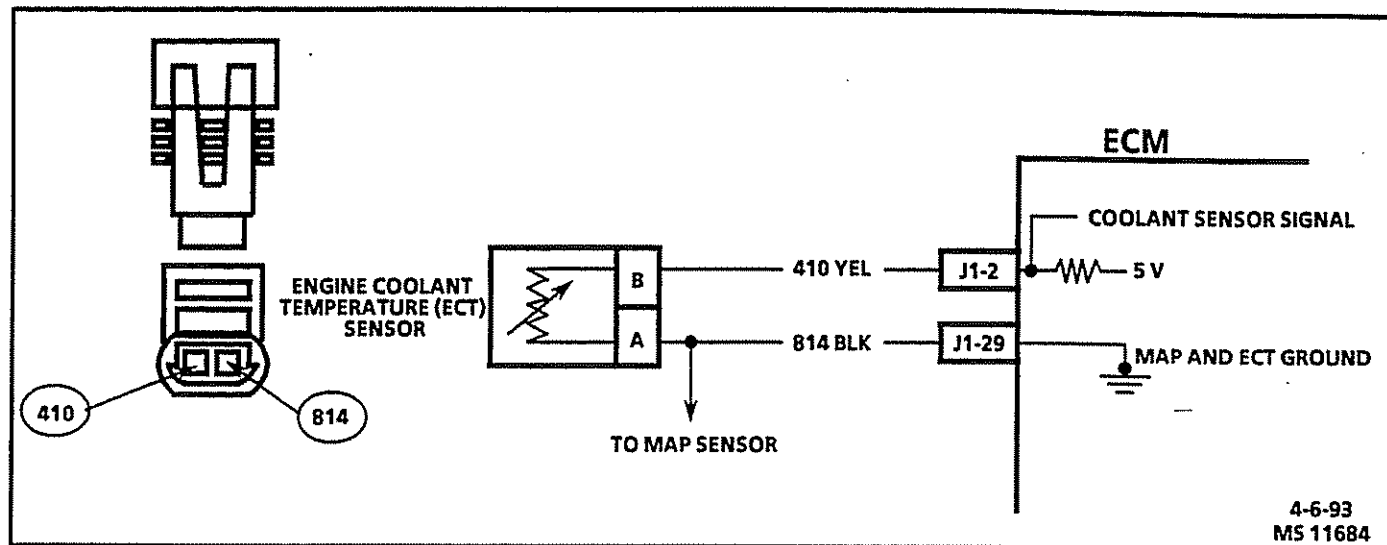 ECM
COOLANT SENSOR SIGNAL
ENGINE COOLANT
TEMPERATURE (ECT)
SENSOR
B
410 YEL
J1-2
5 V
A
814 BLK
J1-29
MAP AND ECT GROUND
410
814
TO MAP SENSOR
4-6-93
MS 11684